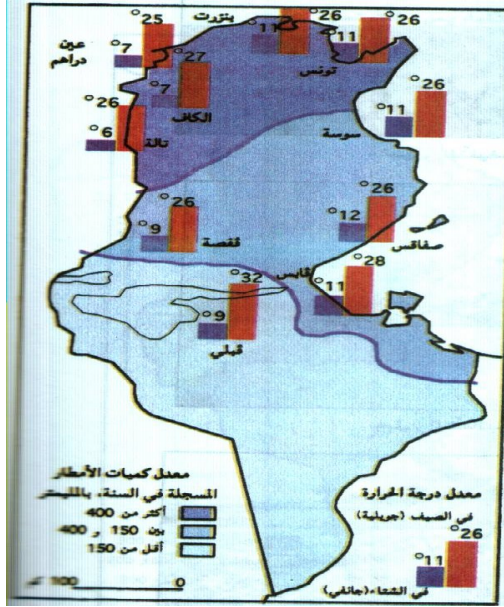 بنزرت
°26
°11
°26
°11
تونس
عين
دراهم
°25
°7
°27
°7
الكاف
°26
°6
تالة
°26
°11
سوسة
°26
°9
قفصة
°26
°12
صفاقس
ڤابس
°28
°11
°32
°9
ڤبلي
معدل كميات الأمطار
المسجلة في السنة، بالمليمتر
أكثر من 400
بين 150 و 400
أقل من 150
100 كم 0
معدل درجة الحرارة
في الصيف (جويلية)
°26
°11
في الشتاء (جانفي)